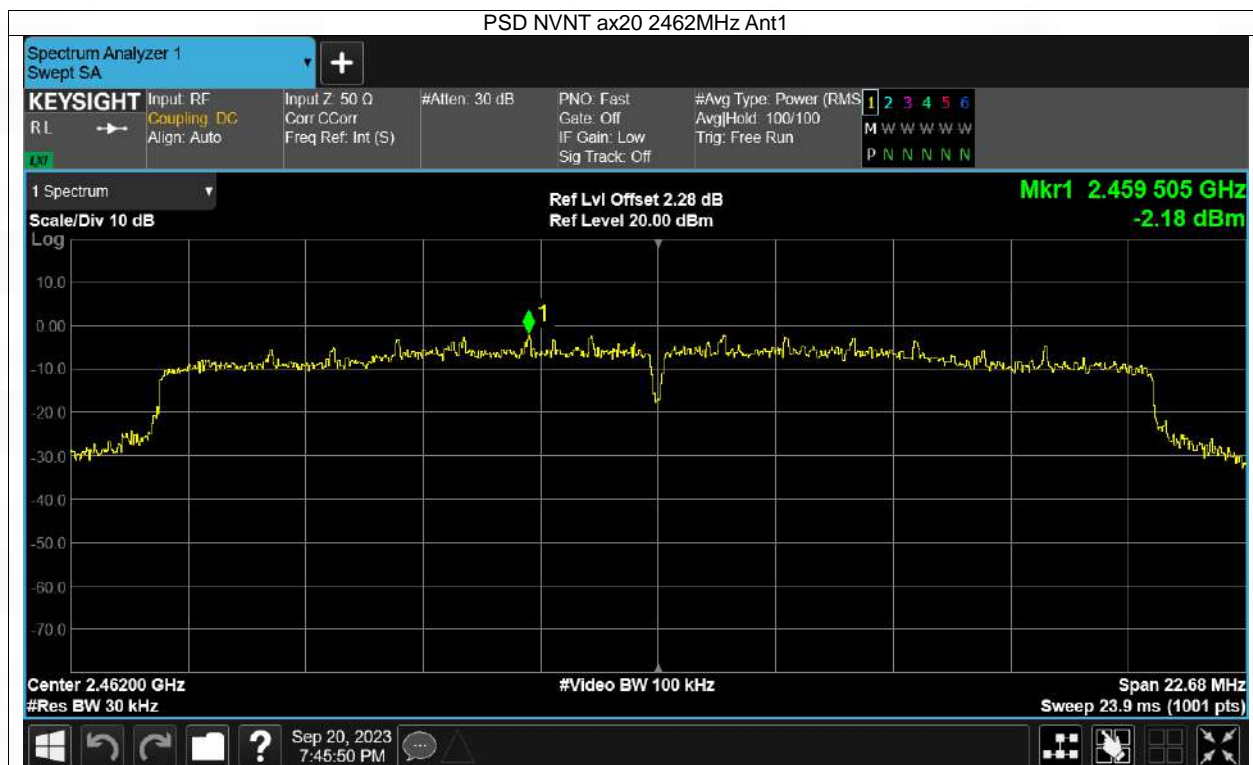 PSD NVNT ax20 2462MHz Ant1
Spectrum Analyzer 1
Swept SA
KEYSIGHT
RL
LXI
Input: RF
Coupling: DC
Align: Auto
Input Z: 50 Ω
Corr CCorr
Freq Ref: Int (S)
#Atten: 30 dB
PNO: Fast
Gate: Off
IF Gain: Low
Sig Track: Off
#Avg Type: Power (RMS
Avg|Hold: 100/100
Trig: Free Run
1 2 3 4 5 6
M W W W W W
P N N N N N
1 Spectrum
Scale/Div 10 dB
Log
Ref Lvl Offset 2.28 dB
Ref Level 20.00 dBm
Mkr1 2.459 505 GHz
-2.18 dBm
10.0
0.00
-10.0
-20.0
-30.0
-40.0
-50.0
-60.0
-70.0
1
Center 2.46200 GHz
#Res BW 30 kHz
#Video BW 100 kHz
Span 22.68 MHz
Sweep 23.9 ms (1001 pts)
?
Sep 20, 2023
7:45:50 PM